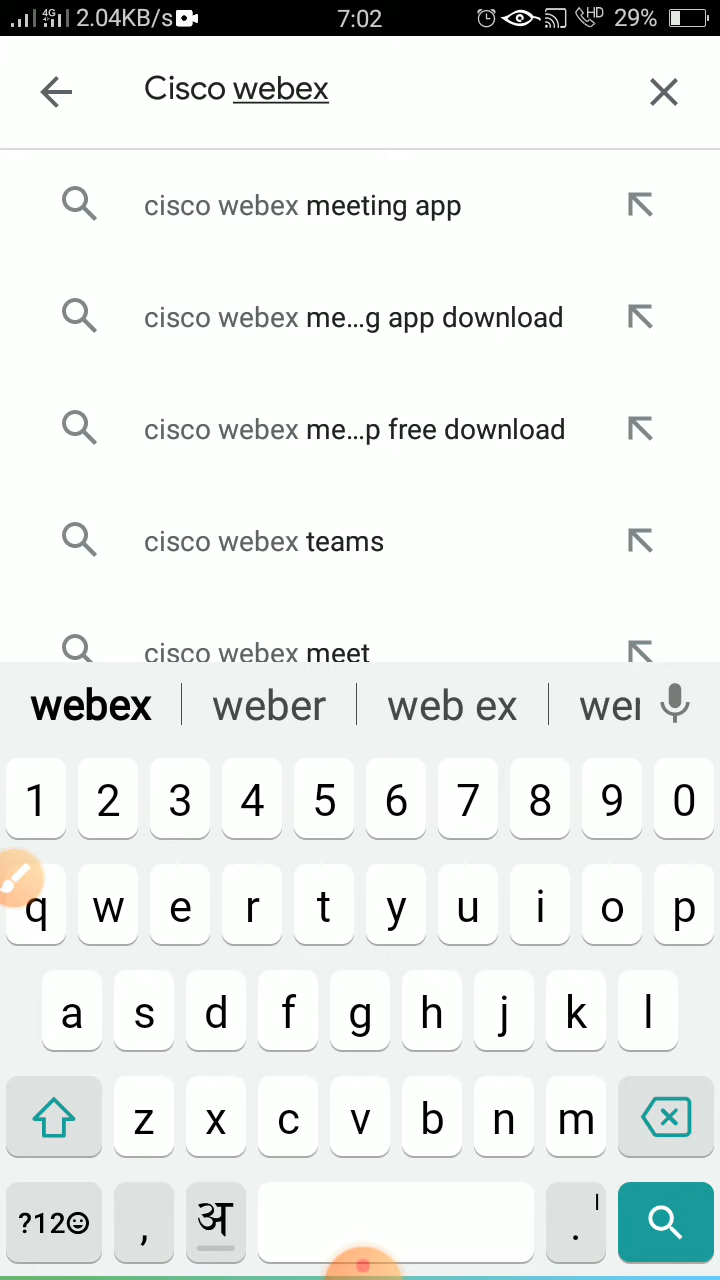 4G 2.04KB/s 7:02 HD 29%
Cisco webex
cisco webex meeting app
cisco webex me...g app download
cisco webex me...p free download
cisco webex teams
cisco webex meet
webex weber web ex
1 2 3 4 5 6 7 8 9 0
q w e r t y u i o p
a s d f g h j k l
z x c v b n m
?12☺ , अ .